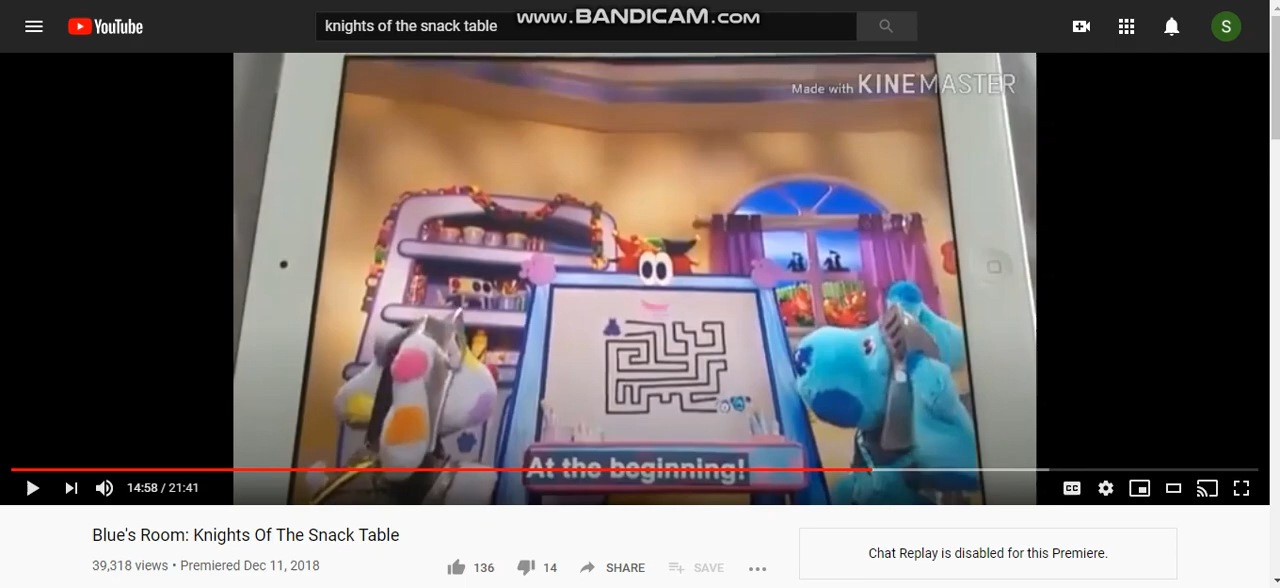 YouTube
knights of the snack table
www.BANDICAM.com
S
Made with KINEMASTER
At the beginning!
14:58 / 21:41
CC
Blue's Room: Knights Of The Snack Table
39,318 views • Premiered Dec 11, 2018
136
14
SHARE
SAVE
Chat Replay is disabled for this Premiere.